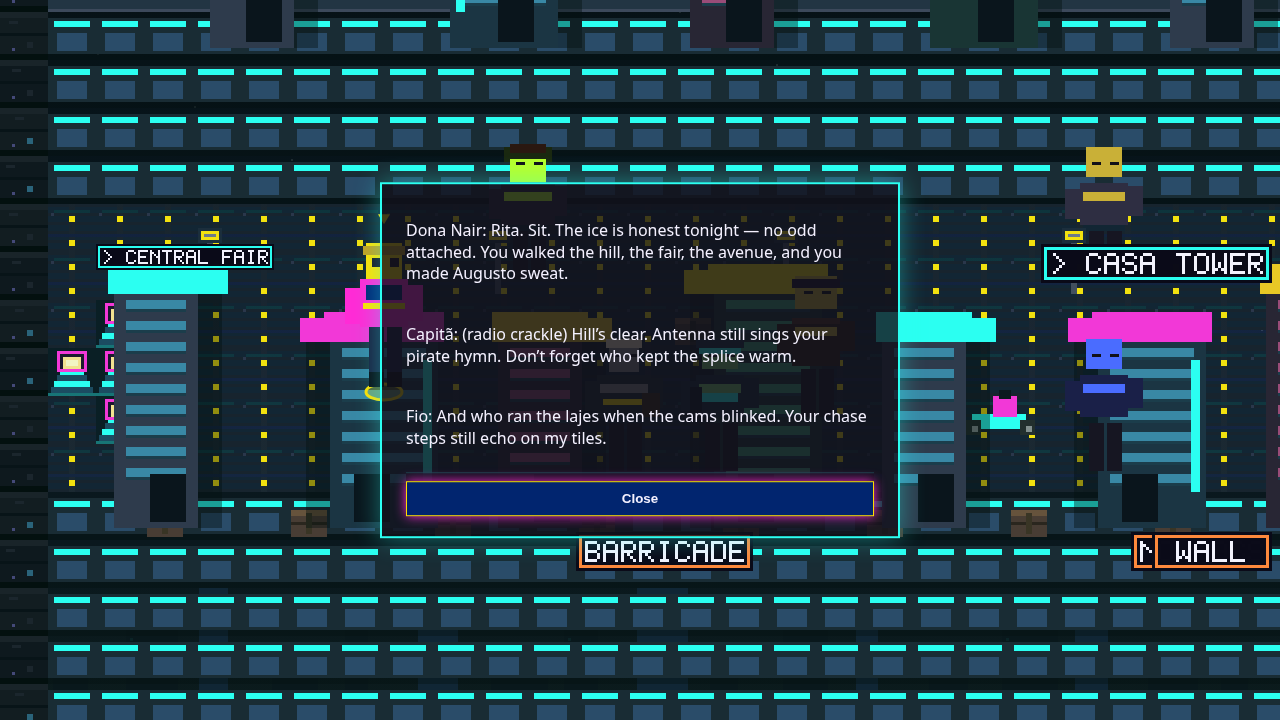 > CENTRAL FAIR
> CASA TOWER
Dona Nair: Rita. Sit. The ice is honest tonight — no odd
attached. You walked the hill, the fair, the avenue, and you
made Augusto sweat.
Capitã: (radio crackle) Hill’s clear. Antenna still sings your
pirate hymn. Don’t forget who kept the splice warm.
Fio: And who ran the lajes when the cams blinked. Your chase
steps still echo on my tiles.
Close
BARRICADE
WALL